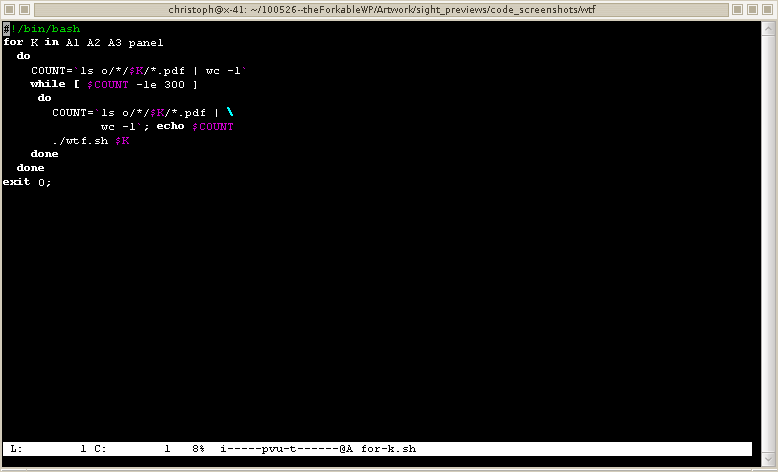 christoph@x-41: ~/100526--theForkableWP/Artwork/sight_previews/code_screenshots/wtf
#!/bin/bash
for K in A1 A2 A3 panel
  do
    COUNT=`ls o/*/$K/*.pdf | wc -l`
    while [ $COUNT -le 300 ]
     do
       COUNT=`ls o/*/$K/*.pdf | \
              wc -l`; echo $COUNT
       ./wtf.sh $K
    done
  done
exit 0;
L:        1 C:        1   8%  i-----pvu-t------@A for-k.sh